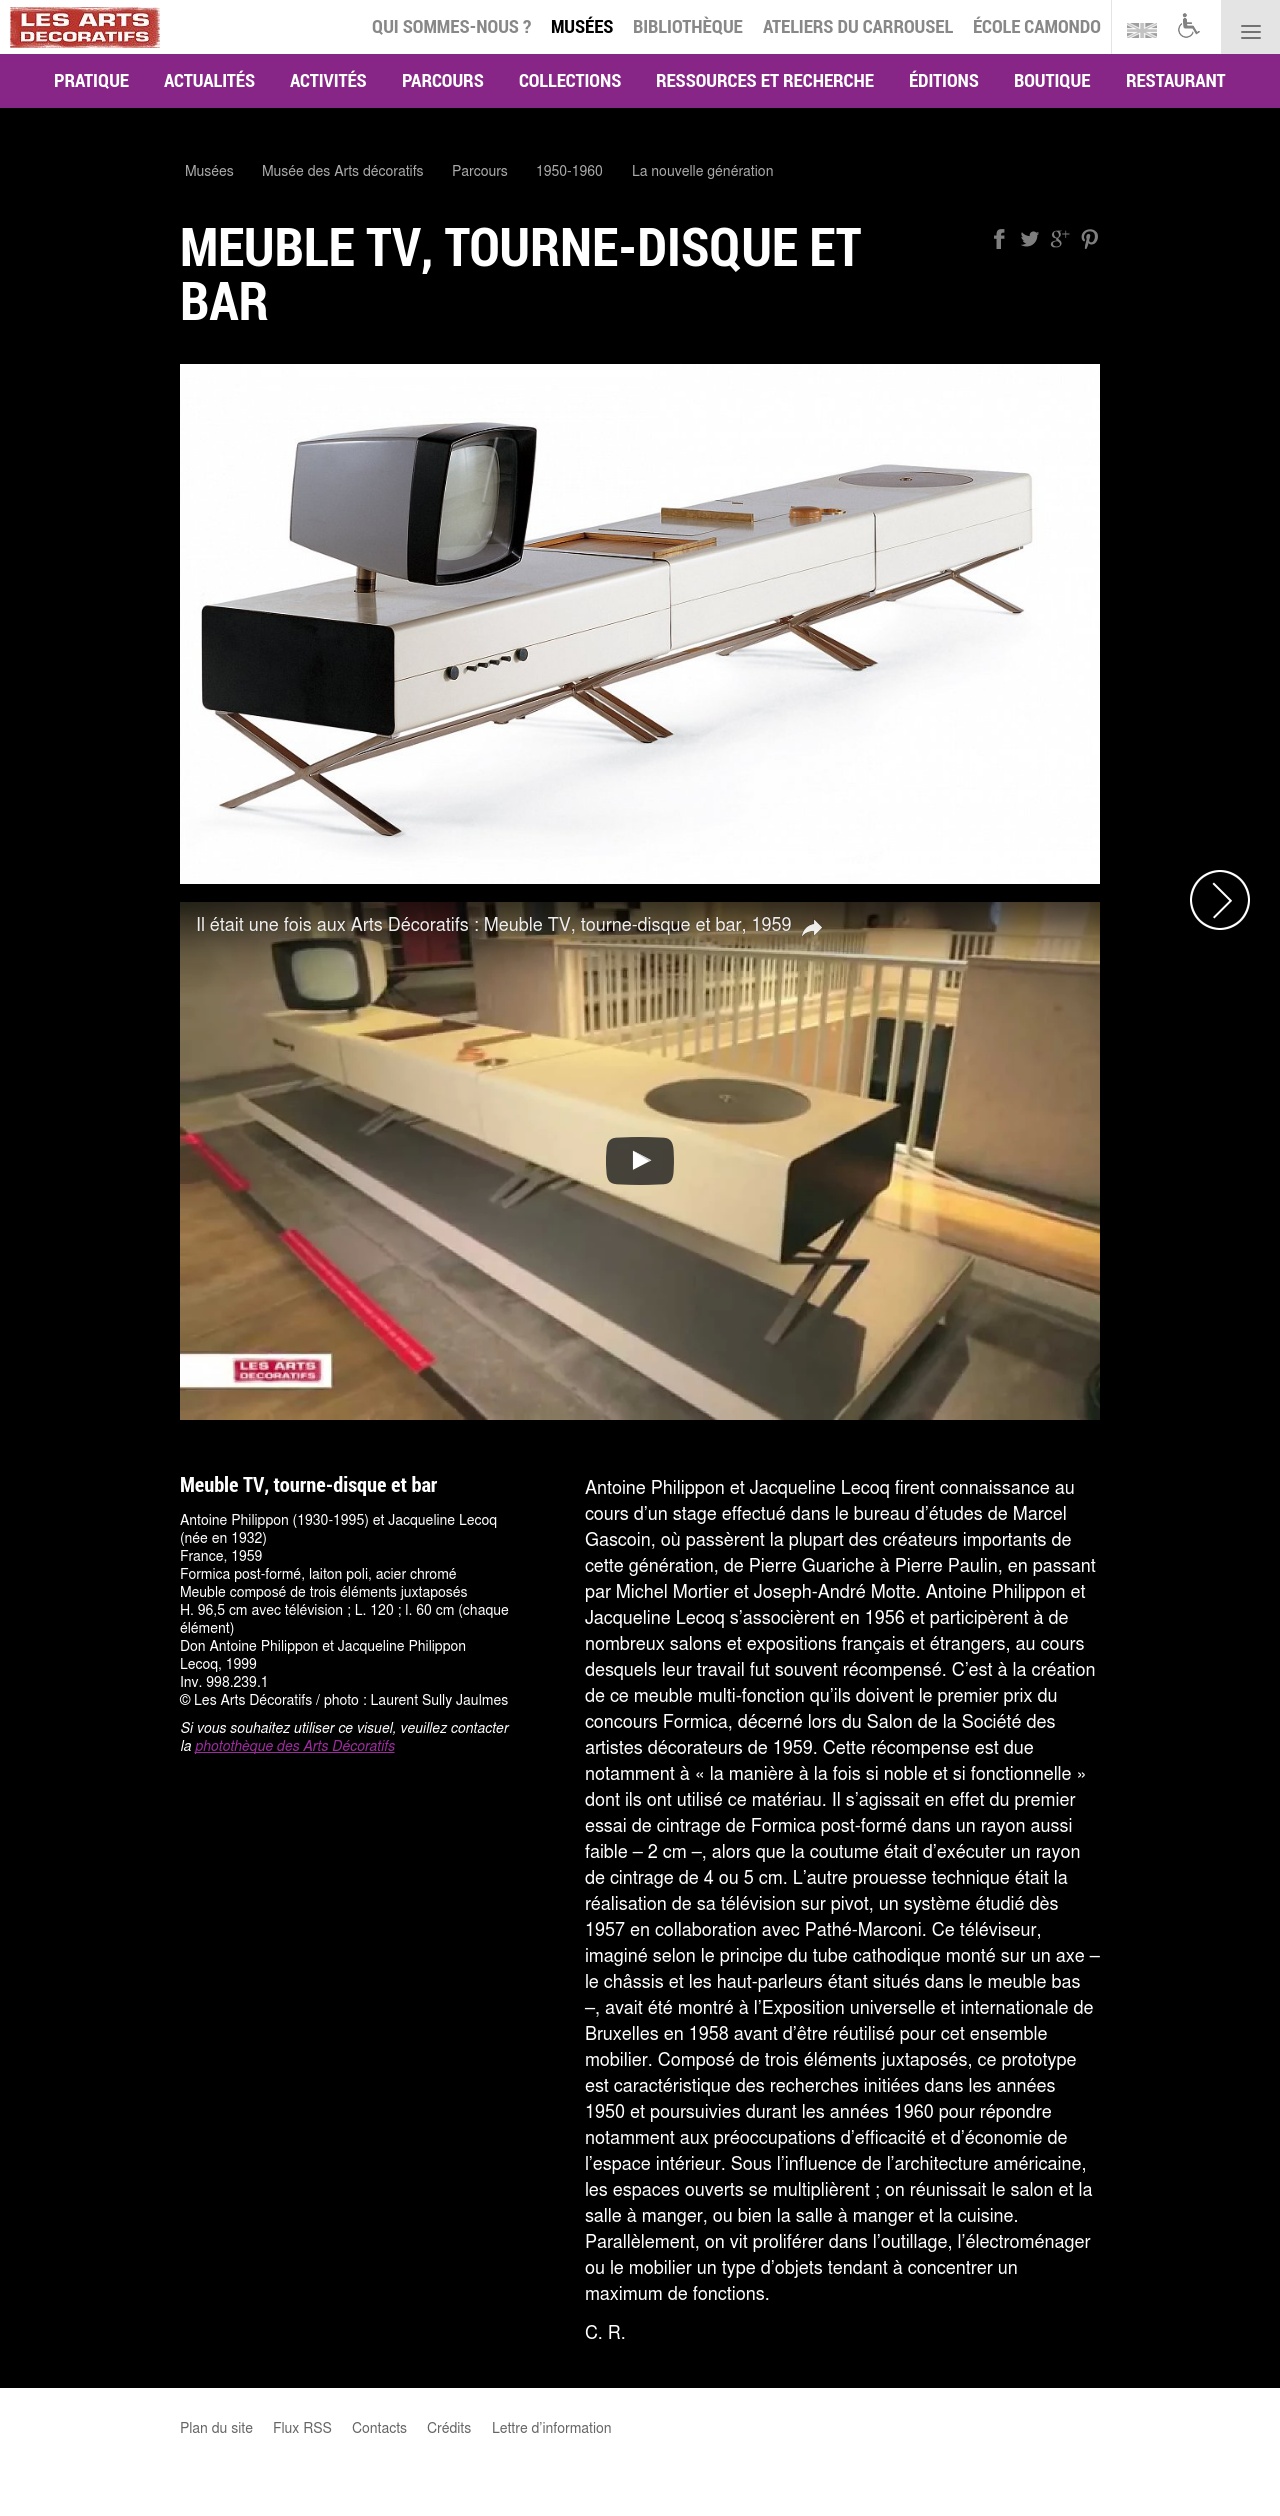 LES ARTS
DECORATIFS
QUI SOMMES-NOUS ? MUSÉES BIBLIOTHÈQUE ATELIERS DU CARROUSEL ÉCOLE CAMONDO
PRATIQUE ACTUALITÉS ACTIVITÉS PARCOURS COLLECTIONS RESSOURCES ET RECHERCHE ÉDITIONS BOUTIQUE RESTAURANT
Musées Musée des Arts décoratifs Parcours 1950-1960 La nouvelle génération
MEUBLE TV, TOURNE-DISQUE ET
BAR
Il était une fois aux Arts Décoratifs : Meuble TV, tourne-disque et bar, 1959
LES ARTS
DECORATIFS
Meuble TV, tourne-disque et bar
Antoine Philippon (1930-1995) et Jacqueline Lecoq
(née en 1932)
France, 1959
Formica post-formé, laiton poli, acier chromé
Meuble composé de trois éléments juxtaposés
H. 96,5 cm avec télévision ; L. 120 ; l. 60 cm (chaque
élément)
Don Antoine Philippon et Jacqueline Philippon
Lecoq, 1999
Inv. 998.239.1
© Les Arts Décoratifs / photo : Laurent Sully Jaulmes
Si vous souhaitez utiliser ce visuel, veuillez contacter
la photothèque des Arts Décoratifs
Antoine Philippon et Jacqueline Lecoq firent connaissance au
cours d’un stage effectué dans le bureau d’études de Marcel
Gascoin, où passèrent la plupart des créateurs importants de
cette génération, de Pierre Guariche à Pierre Paulin, en passant
par Michel Mortier et Joseph-André Motte. Antoine Philippon et
Jacqueline Lecoq s’associèrent en 1956 et participèrent à de
nombreux salons et expositions français et étrangers, au cours
desquels leur travail fut souvent récompensé. C’est à la création
de ce meuble multi-fonction qu’ils doivent le premier prix du
concours Formica, décerné lors du Salon de la Société des
artistes décorateurs de 1959. Cette récompense est due
notamment à « la manière à la fois si noble et si fonctionnelle »
dont ils ont utilisé ce matériau. Il s’agissait en effet du premier
essai de cintrage de Formica post-formé dans un rayon aussi
faible – 2 cm –, alors que la coutume était d’exécuter un rayon
de cintrage de 4 ou 5 cm. L’autre prouesse technique était la
réalisation de sa télévision sur pivot, un système étudié dès
1957 en collaboration avec Pathé-Marconi. Ce téléviseur,
imaginé selon le principe du tube cathodique monté sur un axe –
le châssis et les haut-parleurs étant situés dans le meuble bas
–, avait été montré à l’Exposition universelle et internationale de
Bruxelles en 1958 avant d’être réutilisé pour cet ensemble
mobilier. Composé de trois éléments juxtaposés, ce prototype
est caractéristique des recherches initiées dans les années
1950 et poursuivies durant les années 1960 pour répondre
notamment aux préoccupations d’efficacité et d’économie de
l’espace intérieur. Sous l’influence de l’architecture américaine,
les espaces ouverts se multiplièrent ; on réunissait le salon et la
salle à manger, ou bien la salle à manger et la cuisine.
Parallèlement, on vit proliférer dans l’outillage, l’électroménager
ou le mobilier un type d’objets tendant à concentrer un
maximum de fonctions.
C. R.
Plan du site Flux RSS Contacts Crédits Lettre d’information